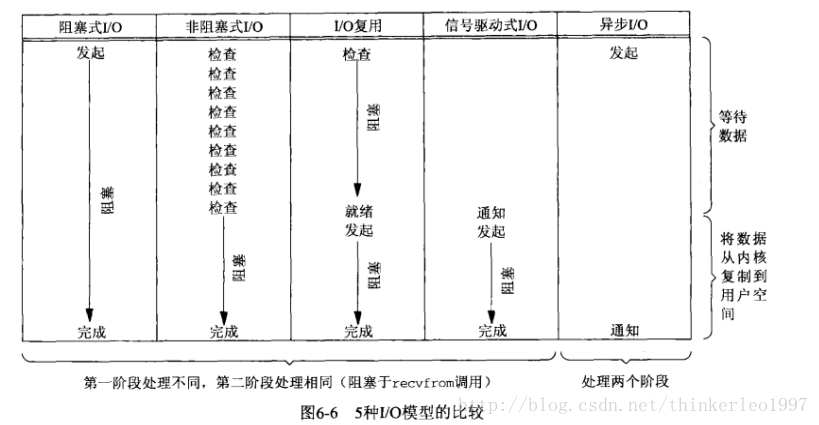 阻塞式I/O 非阻塞式I/O I/O复用 信号驱动式I/O 异步I/O
发起 检查 检查 发起
检查
检查
检查
检查
检查
检查
检查
检查 就绪 通知
发起 发起
阻塞
阻塞
阻塞
阻塞
阻塞
完成 完成 完成 完成 通知
等待
数据
将数据
从内核
复制到
用户空
间
第一阶段处理不同，第二阶段处理相同（阻塞于recvfrom调用） 处理两个阶段
图6-6 5种I/O模型的比较
http://blog.csdn.net/thinkerleo1997